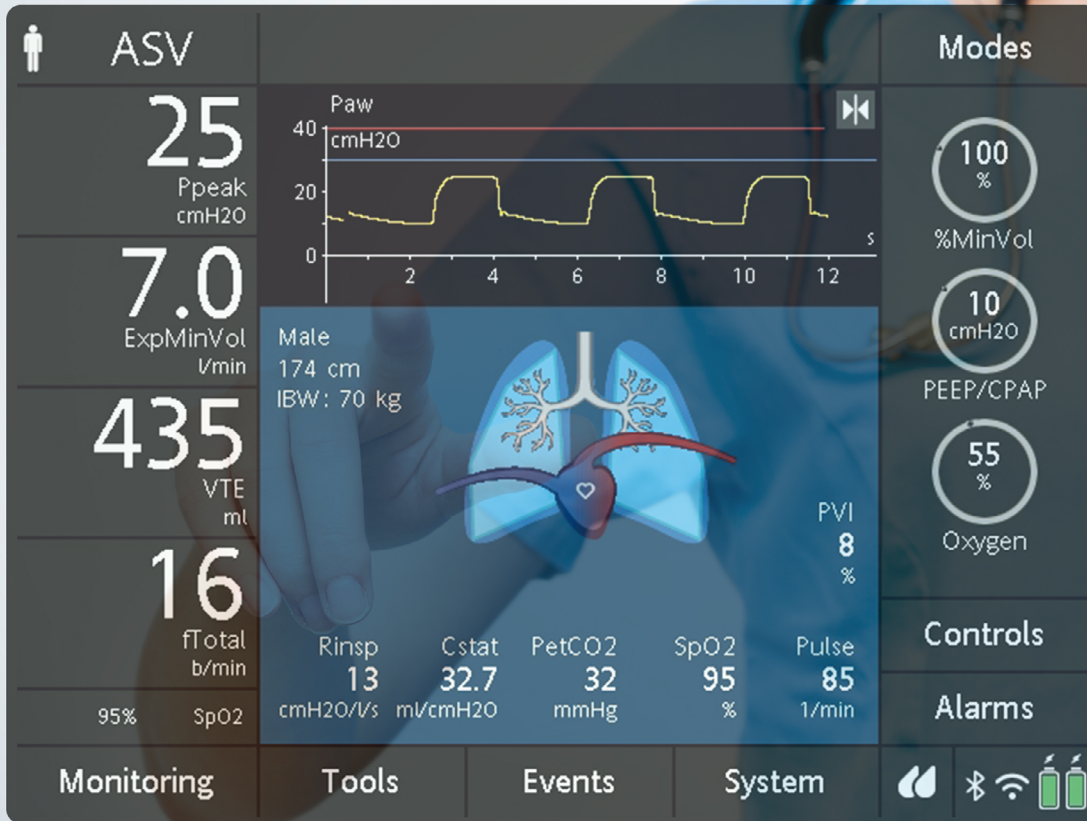 ASV
Modes
25
Ppeak
cmH2O
7.0
ExpMinVol
l/min
435
VTE
ml
16
fTotal
b/min
95% SpO2
Paw
cmH2O
40
20
0
s
2 4 6 8 10 12
Male
174 cm
IBW: 70 kg
PVI
8
%
Rinsp Cstat PetCO2 SpO2 Pulse
13 32.7 32 95 85
cmH2O/l/s ml/cmH2O mmHg % 1/min
100
%
%MinVol
10
cmH2O
PEEP/CPAP
55
%
Oxygen
Controls
Alarms
Monitoring Tools Events System